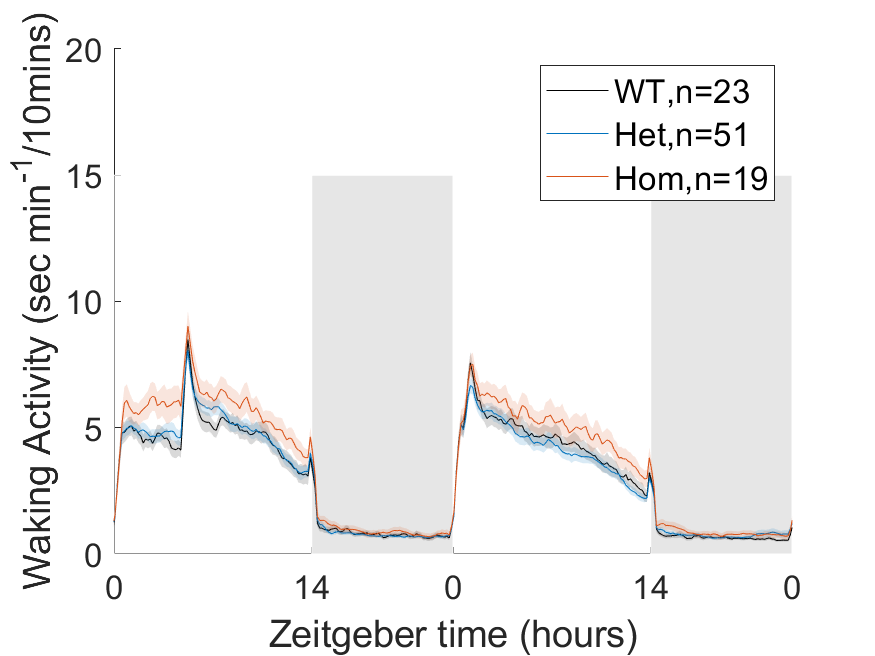 Waking Activity (sec min⁻¹/10mins)
20
15
10
5
0
WT,n=23
Het,n=51
Hom,n=19
0 14 0 14 0
Zeitgeber time (hours)